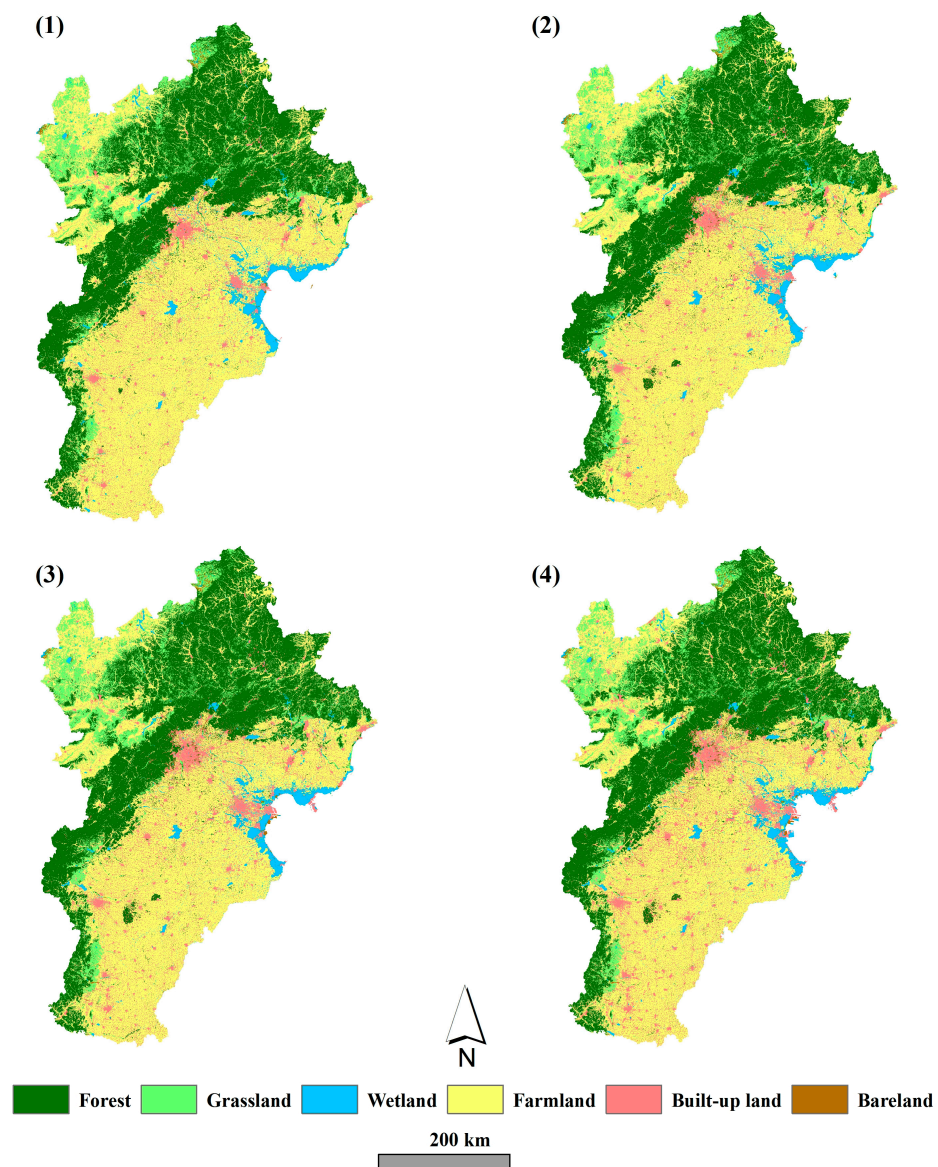 (1)
(2)
(3)
(4)
N
Forest Grassland Wetland Farmland Built-up land Bareland
200 km